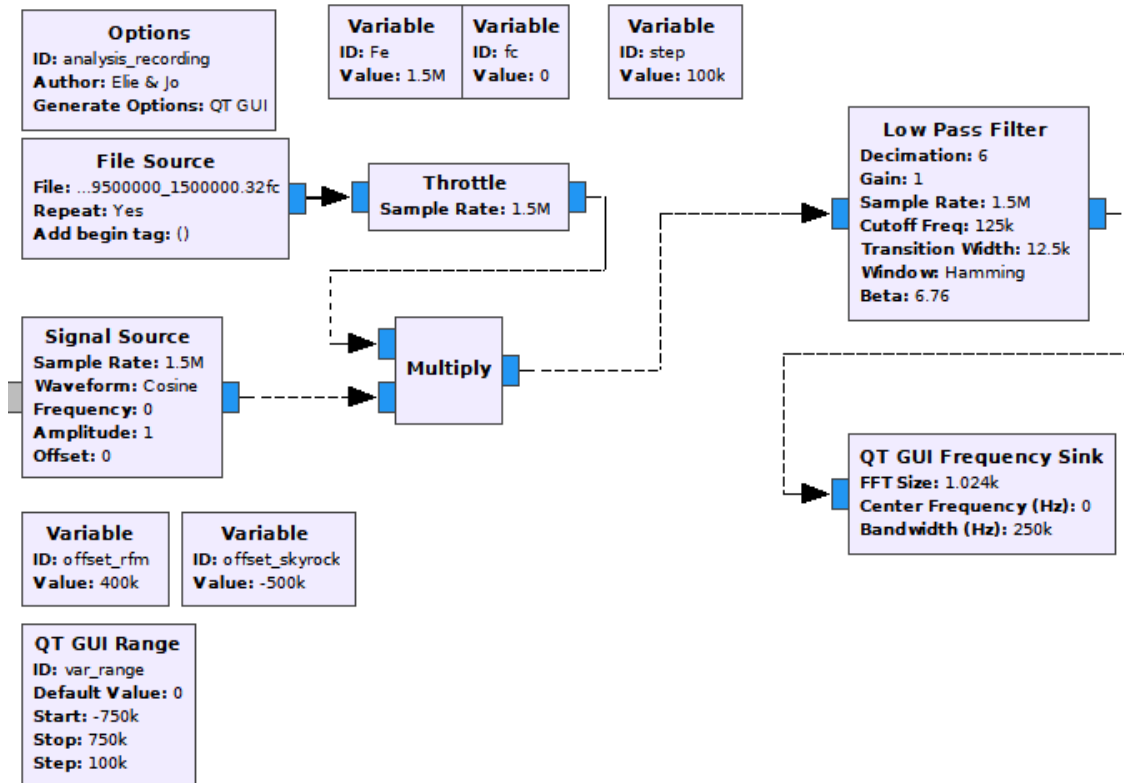 Options
ID: analysis_recording
Author: Elie & Jo
Generate Options: QT GUI
Variable
ID: Fe
Value: 1.5M
Variable
ID: fc
Value: 0
Variable
ID: step
Value: 100k
File Source
File: ...9500000_1500000.32fc
Repeat: Yes
Add begin tag: ()
Throttle
Sample Rate: 1.5M
Low Pass Filter
Decimation: 6
Gain: 1
Sample Rate: 1.5M
Cutoff Freq: 125k
Transition Width: 12.5k
Window: Hamming
Beta: 6.76
Signal Source
Sample Rate: 1.5M
Waveform: Cosine
Frequency: 0
Amplitude: 1
Offset: 0
Multiply
QT GUI Frequency Sink
FFT Size: 1.024k
Center Frequency (Hz): 0
Bandwidth (Hz): 250k
Variable
ID: offset_rfm
Value: 400k
Variable
ID: offset_skyrock
Value: -500k
QT GUI Range
ID: var_range
Default Value: 0
Start: -750k
Stop: 750k
Step: 100k